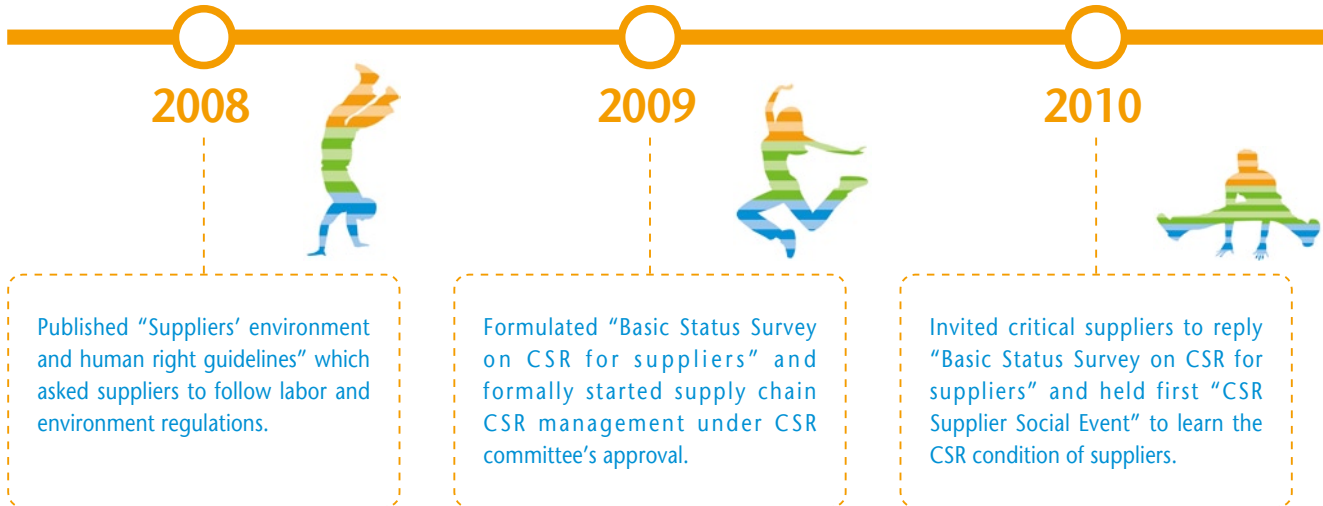 2008
Published “Suppliers’ environment
and human right guidelines” which
asked suppliers to follow labor and
environment regulations.
2009
Formulated “Basic Status Survey
on CSR for suppliers” and
formally started supply chain
CSR management under CSR
committee’s approval.
2010
Invited critical suppliers to reply
“Basic Status Survey on CSR for
suppliers” and held first “CSR
Supplier Social Event” to learn the
CSR condition of suppliers.